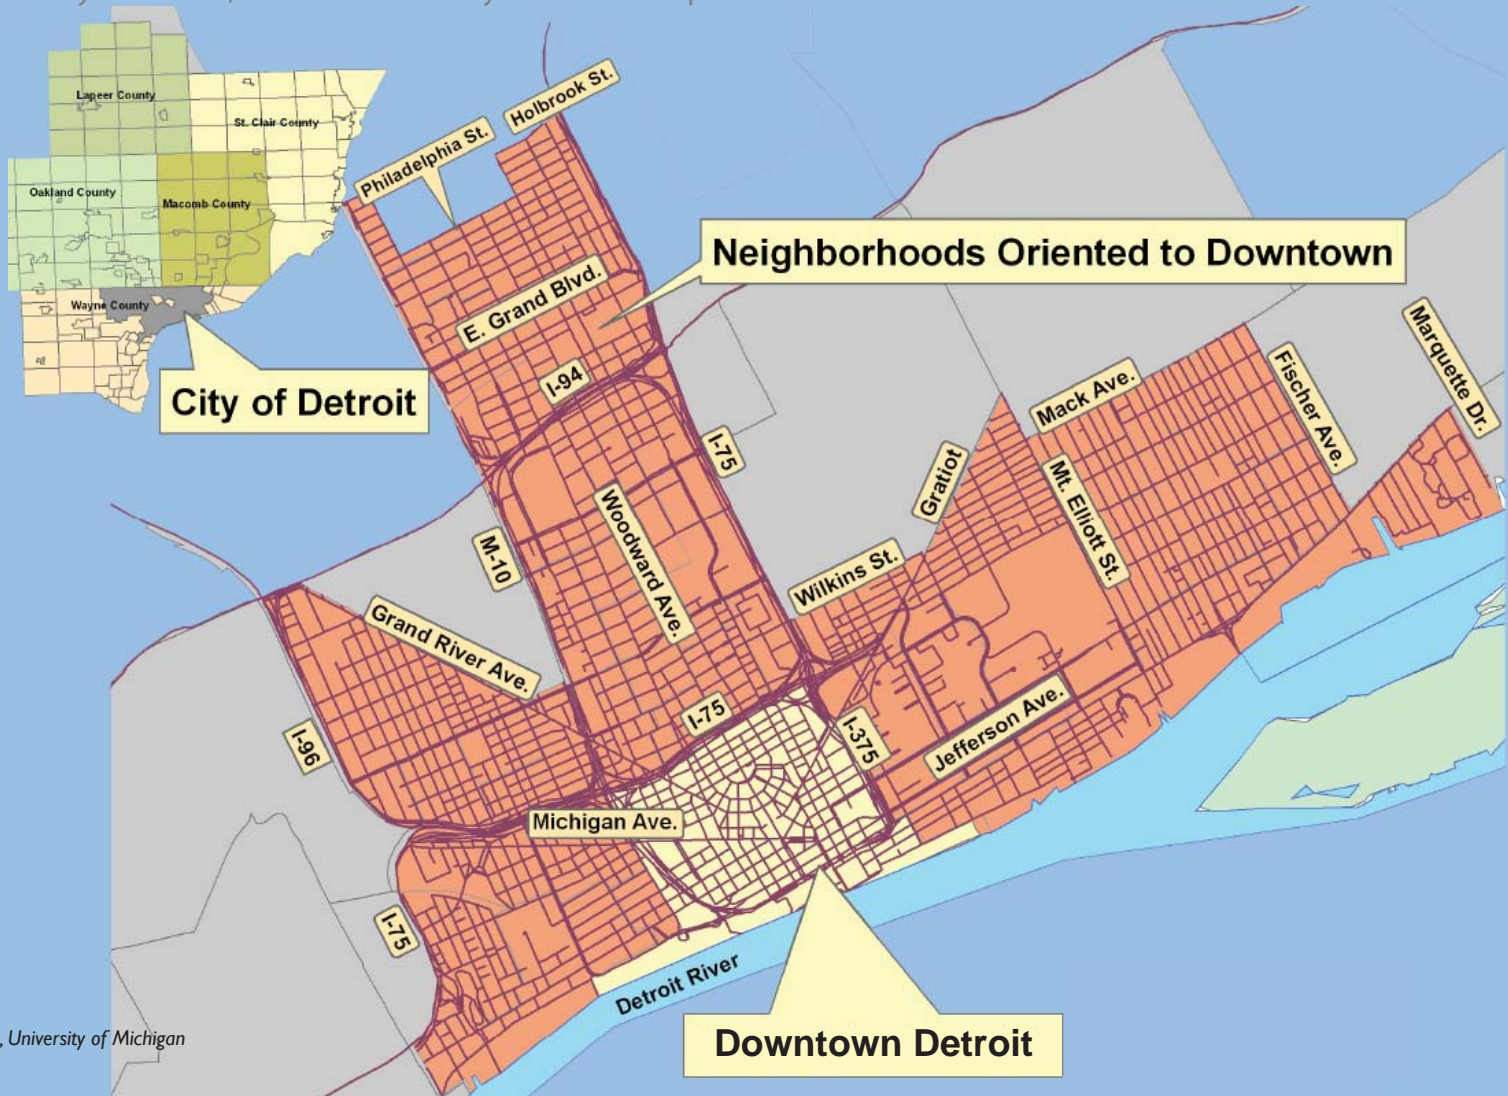 Lapeer County
St. Clair County
Oakland County
Macomb County
Wayne County
City of Detroit
Philadelphia St.
Holbrook St.
Neighborhoods Oriented to Downtown
E. Grand Blvd.
I-94
I-75
Mack Ave.
Fischer Ave.
Marquette Dr.
Gratiot
Mt. Elliott St.
Woodward Ave.
M-10
Wilkins St.
Grand River Ave.
I-96
I-75
I-375
Jefferson Ave.
Michigan Ave.
I-75
Detroit River
Downtown Detroit
, University of Michigan